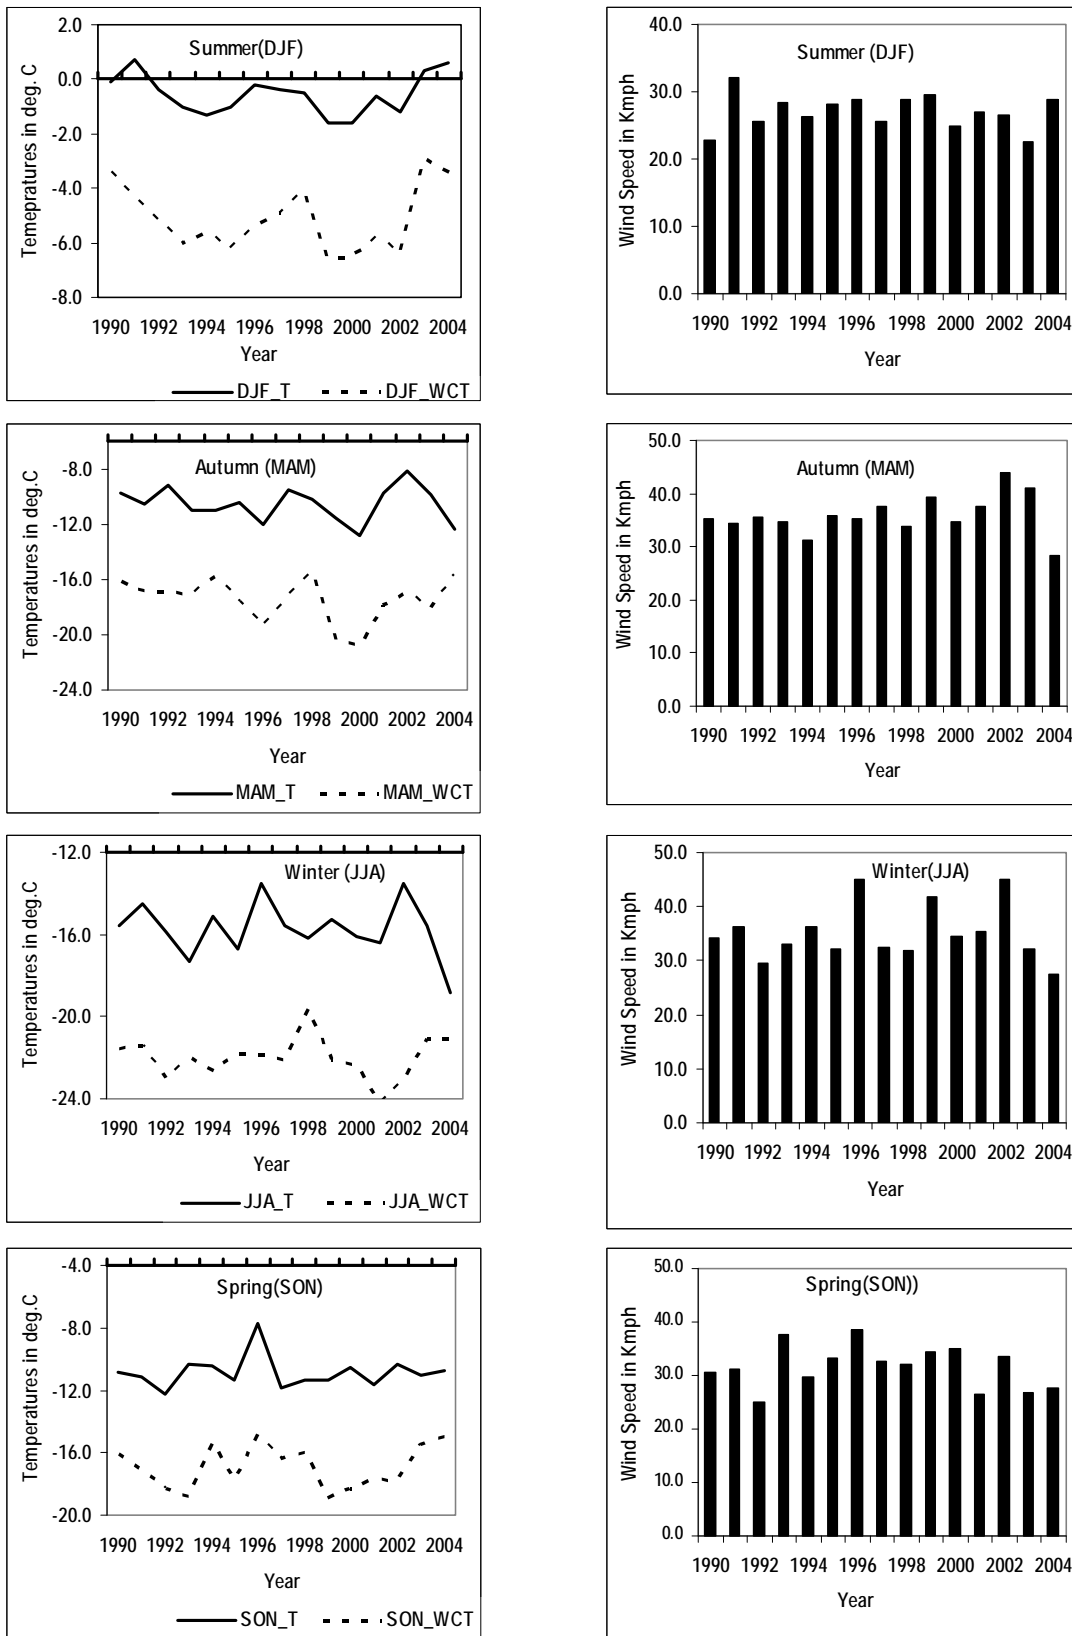 Summer(DJF)
Temepratures in deg. C
2.0
0.0
-2.0
-4.0
-6.0
-8.0
1990 1992 1994 1996 1998 2000 2002 2004
Year
DJF_T DJF_WCT
Summer (DJF)
Wind Speed in Kmph
40.0
30.0
20.0
10.0
0.0
1990 1992 1994 1996 1998 2000 2002 2004
Year
Autumn (MAM)
Temperatures in deg.C
-8.0
-12.0
-16.0
-20.0
-24.0
1990 1992 1994 1996 1998 2000 2002 2004
Year
MAM_T MAM_WCT
Autumn (MAM)
Wind Speed in Kmph
50.0
40.0
30.0
20.0
10.0
0.0
1990 1992 1994 1996 1998 2000 2002 2004
Year
Winter (JJA)
Temperatures in deg.C
-12.0
-16.0
-20.0
-24.0
1990 1992 1994 1996 1998 2000 2002 2004
Year
JJA_T JJA_WCT
Winter(JJA)
Wind Speed in Kmph
50.0
40.0
30.0
20.0
10.0
0.0
1990 1992 1994 1996 1998 2000 2002 2004
Year
Spring(SON)
Temperatures in deg.C
-4.0
-8.0
-12.0
-16.0
-20.0
1990 1992 1994 1996 1998 2000 2002 2004
Year
SON_T SON_WCT
Spring(SON))
Wind Speed in Kmph
50.0
40.0
30.0
20.0
10.0
0.0
1990 1992 1994 1996 1998 2000 2002 2004
Year